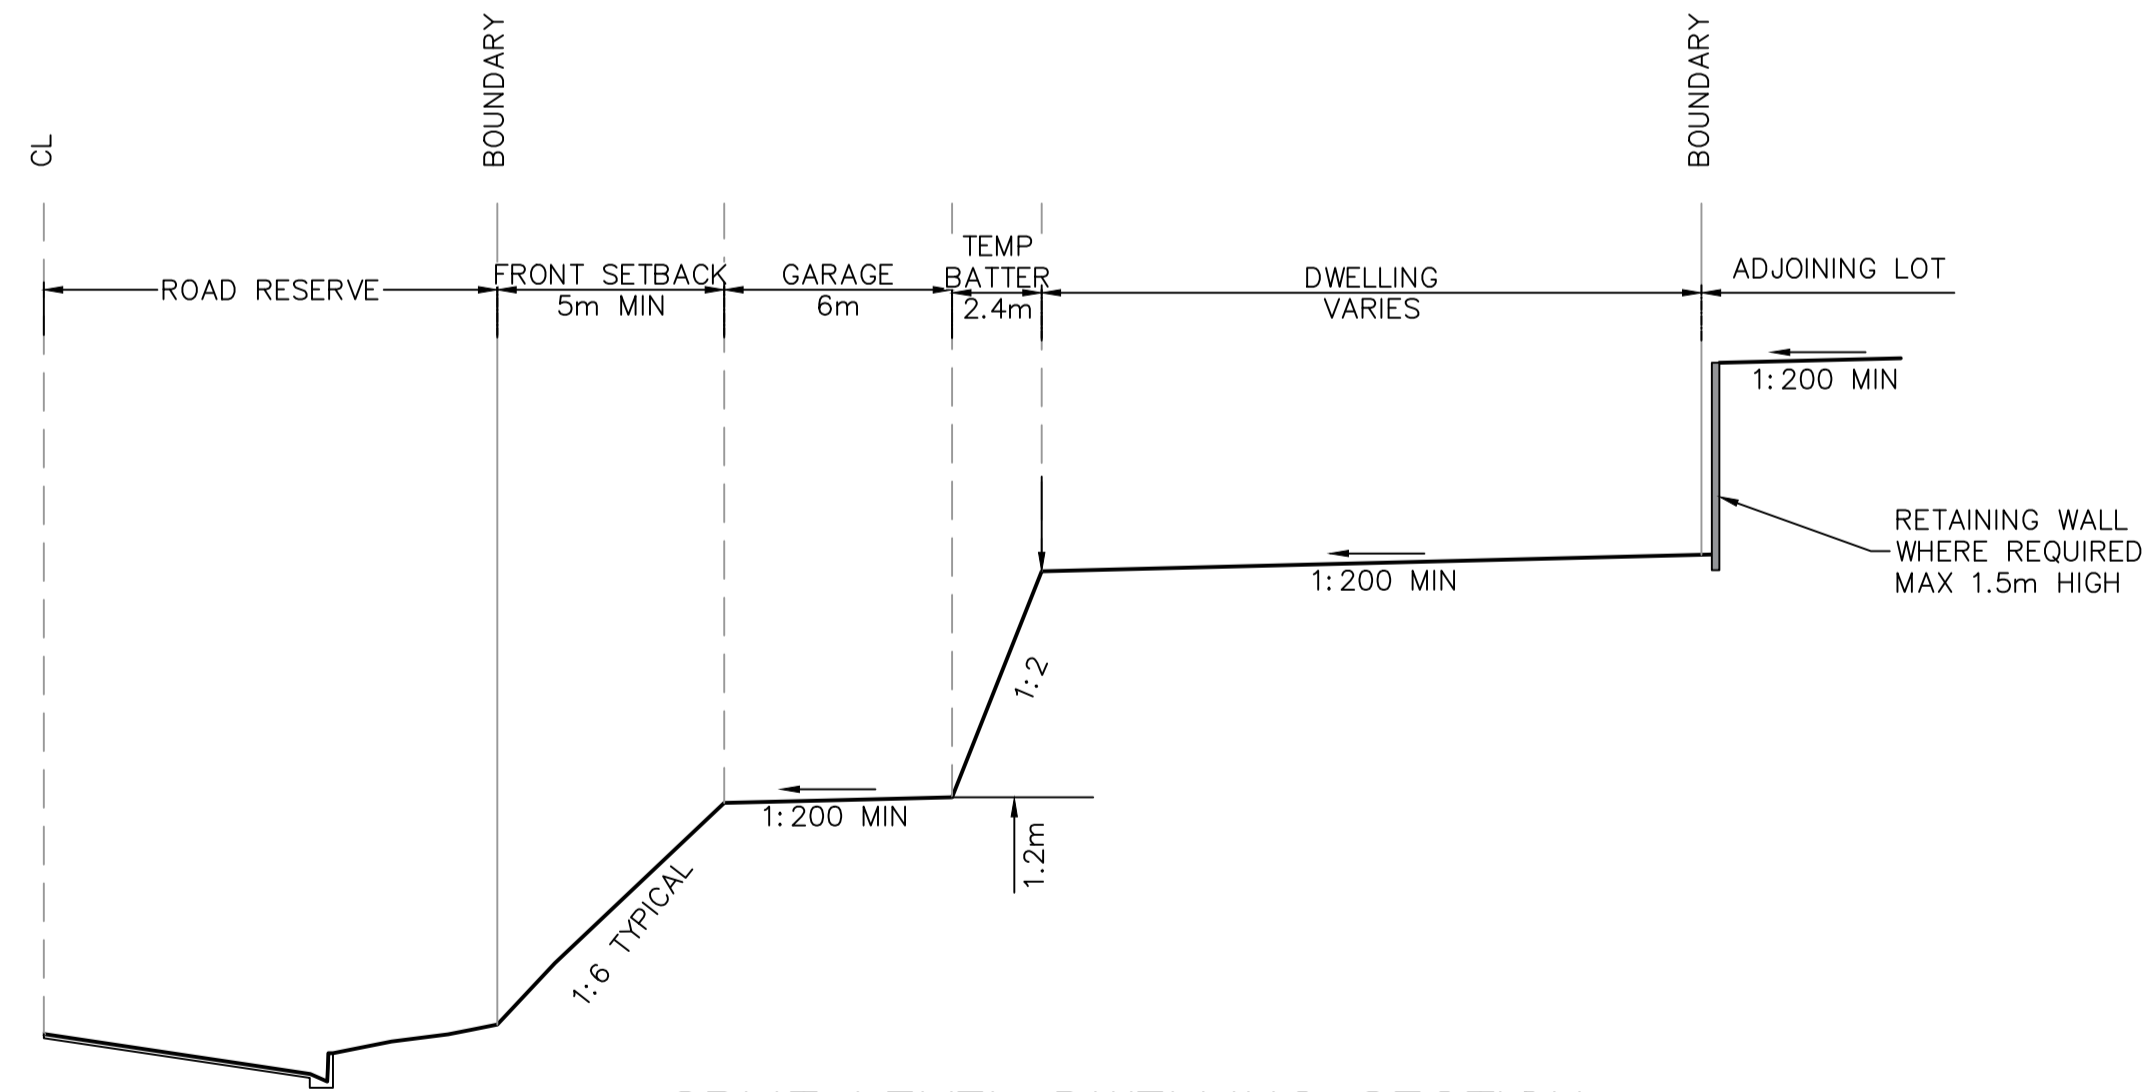 CL
BOUNDARY
BOUNDARY
ROAD RESERVE
FRONT SETBACK
5m MIN
GARAGE
6m
TEMP
BATTER
2.4m
DWELLING
VARIES
ADJOINING LOT
1:200 MIN
RETAINING WALL
WHERE REQUIRED
MAX 1.5m HIGH
1:200 MIN
1:2
1:200 MIN
1.2m
1:6 TYPICAL